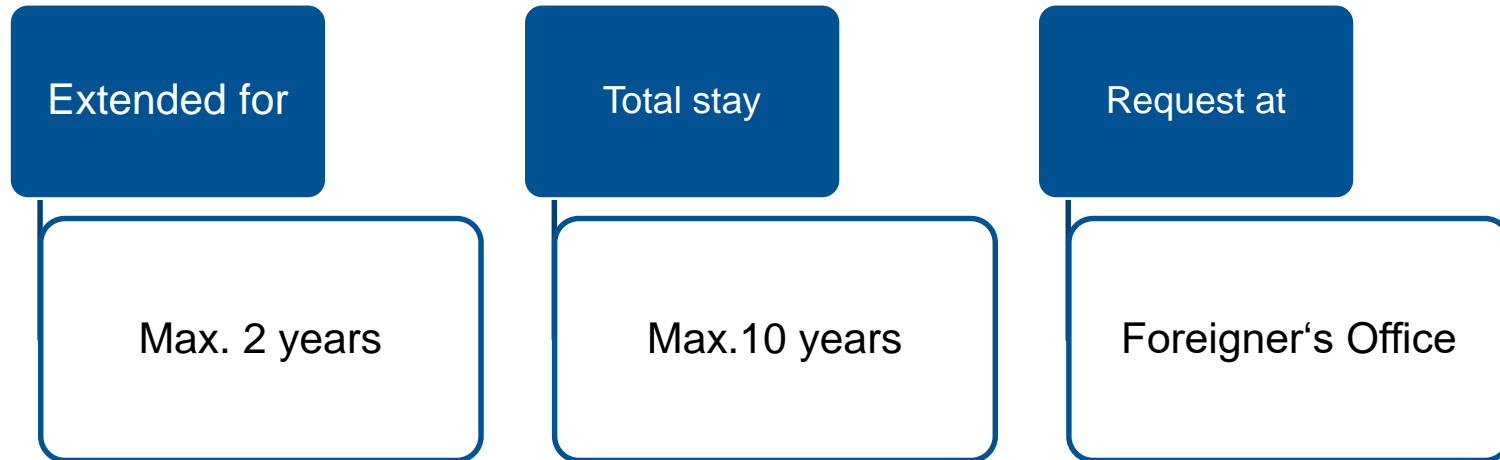 Extended for
Max. 2 years
Total stay
Max.10 years
Request at
Foreigner‘s Office